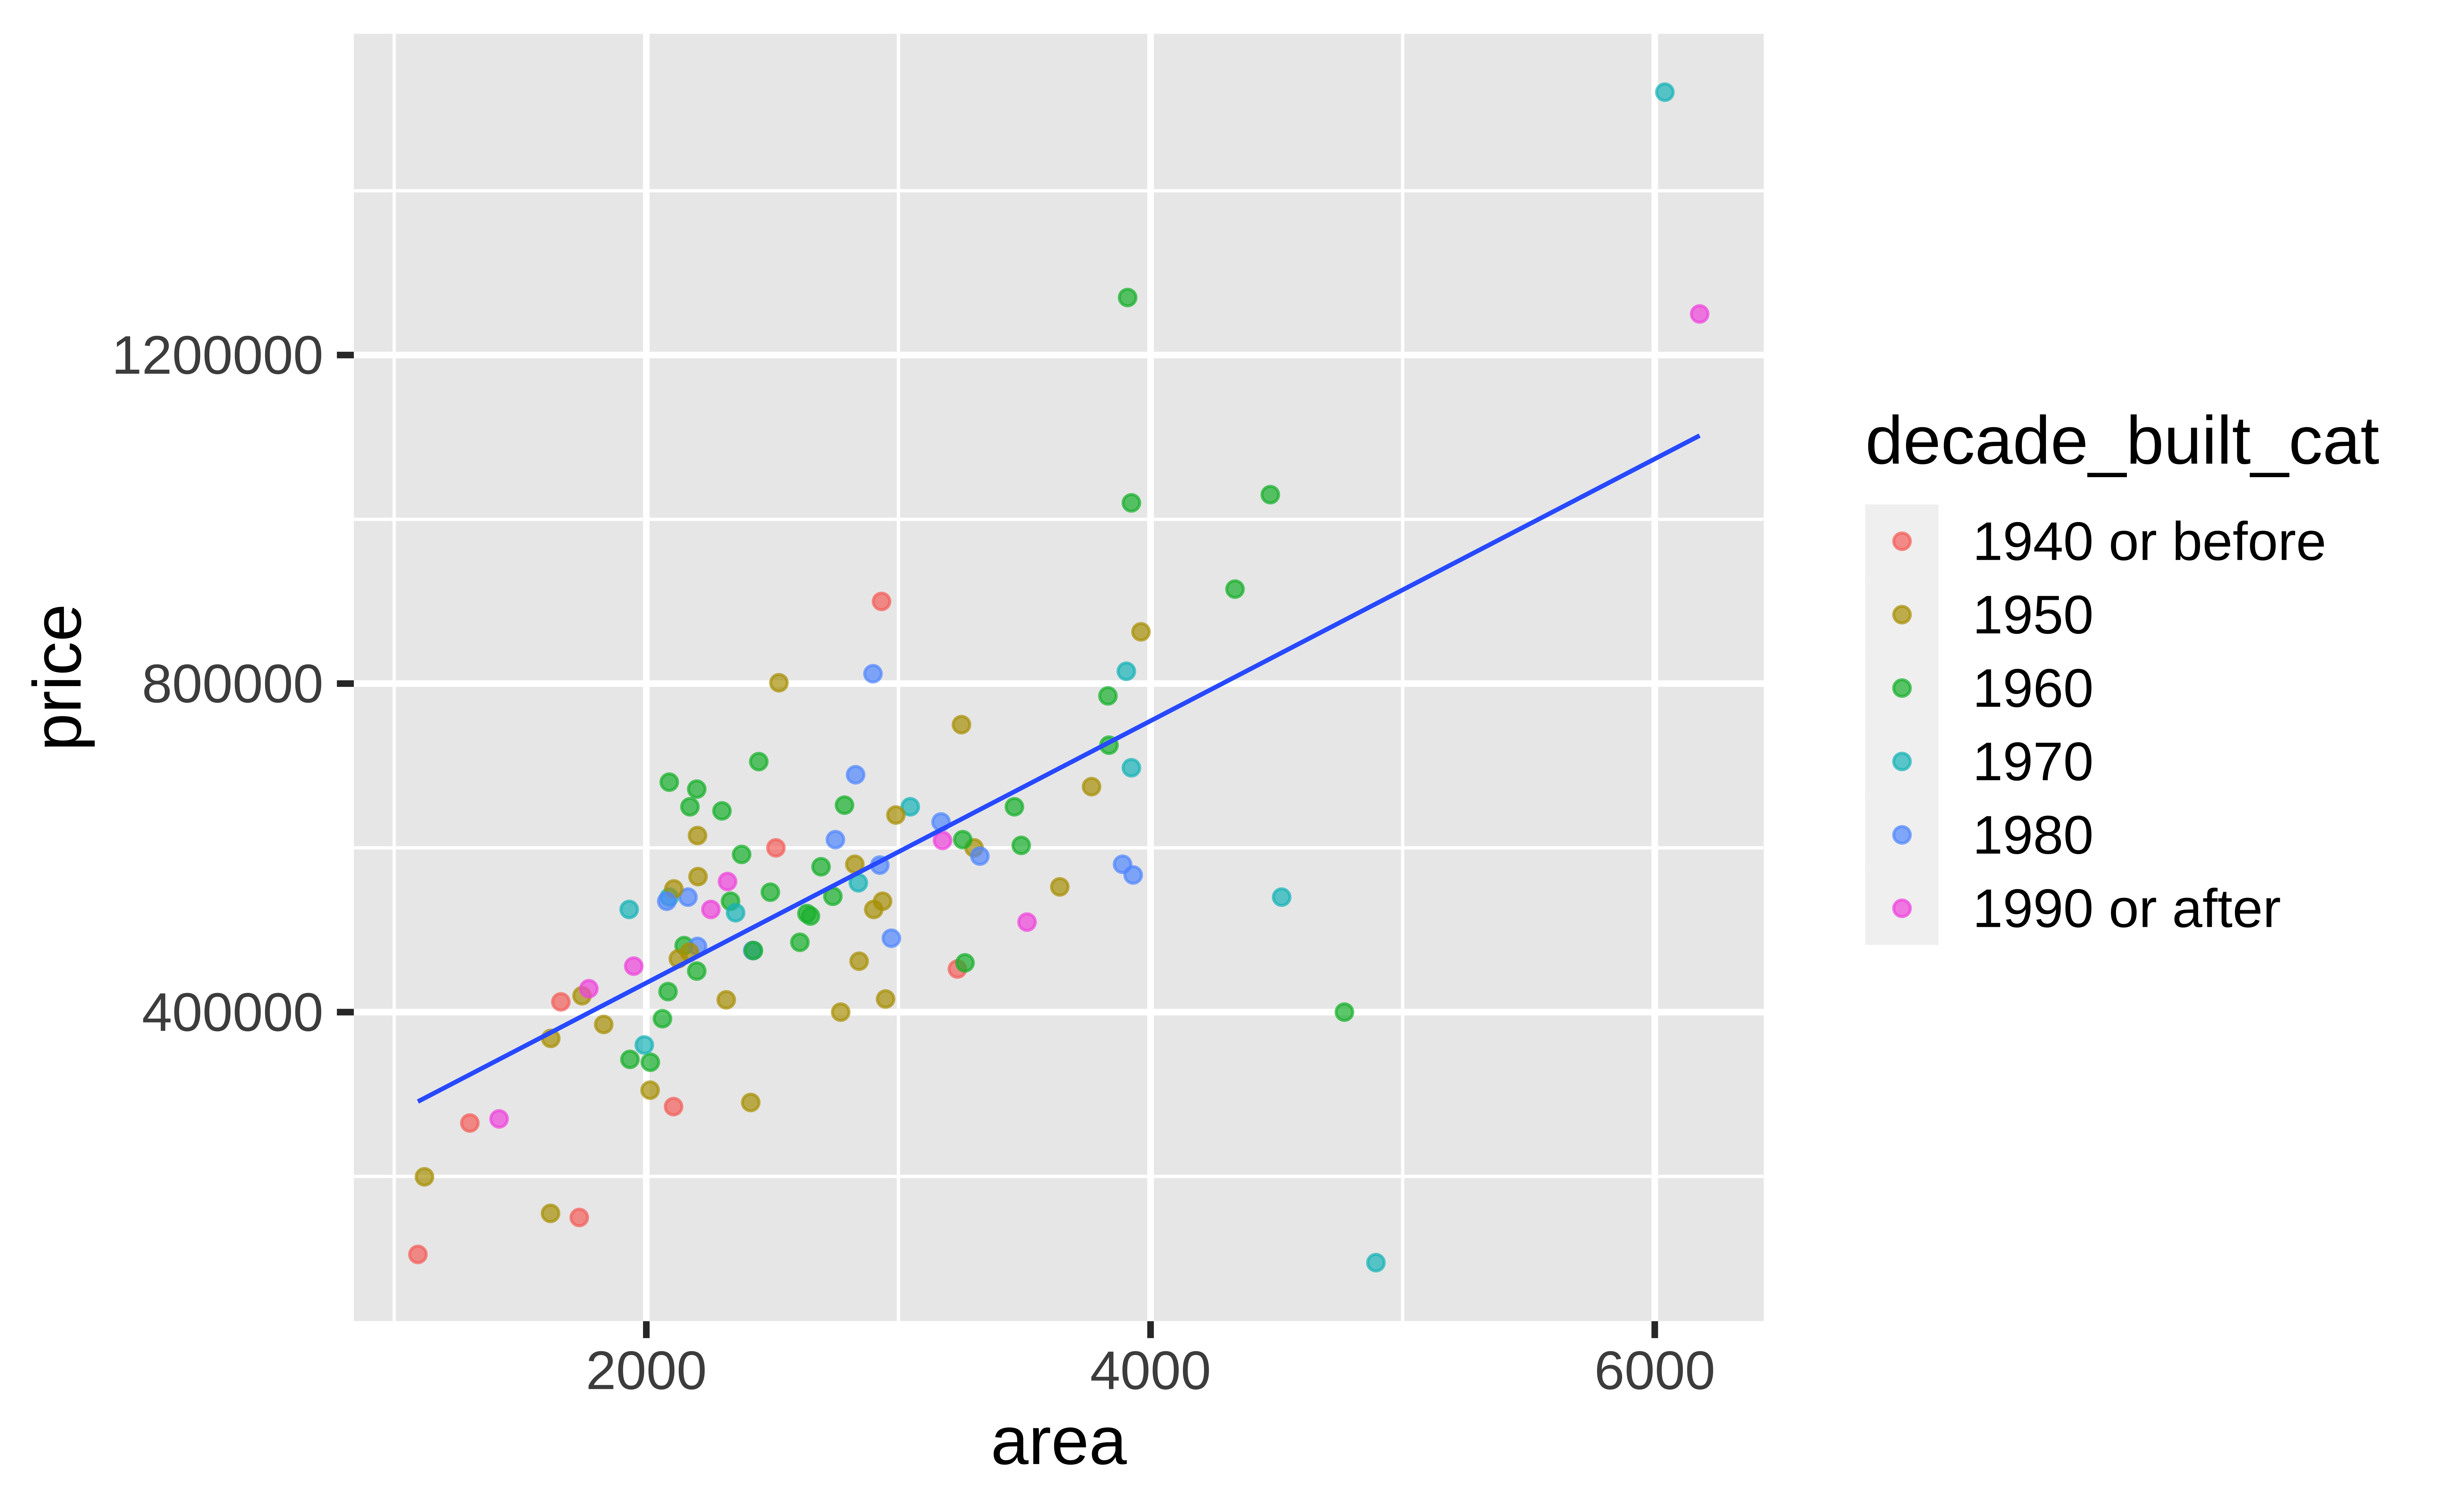 1200000
800000
400000
price
2000 4000 6000
area
decade_built_cat
1940 or before
1950
1960
1970
1980
1990 or after